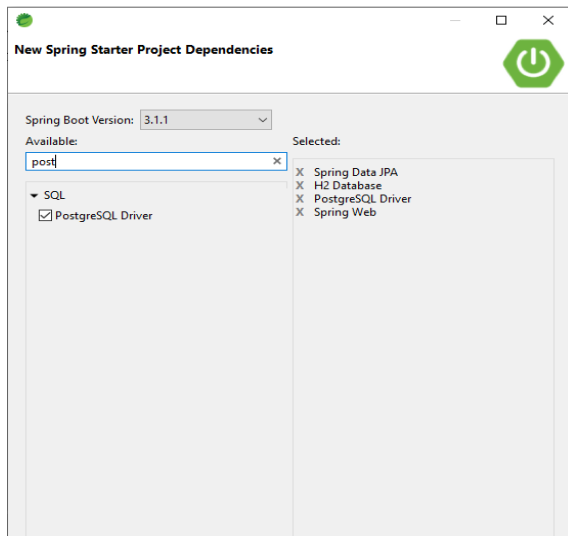 New Spring Starter Project Dependencies
Spring Boot Version: 3.1.1
Available:
Selected:
post
SQL
PostgreSQL Driver
X Spring Data JPA
X H2 Database
X PostgreSQL Driver
X Spring Web